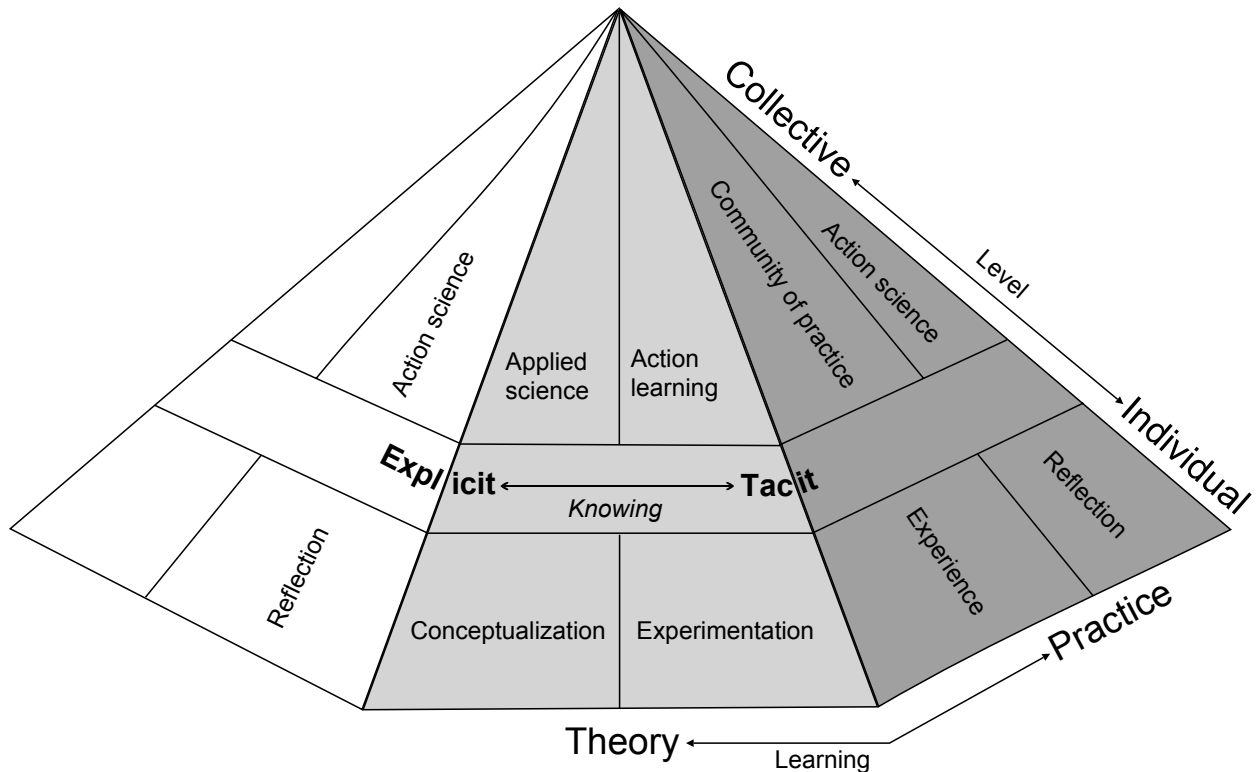 Collective
Level
Individual
Action science
Applied
science
Action
learning
Community of practice
Action science
Explicit
Tacit
Knowing
Reflection
Conceptualization
Experimentation
Experience
Reflection
Practice
Theory
Learning